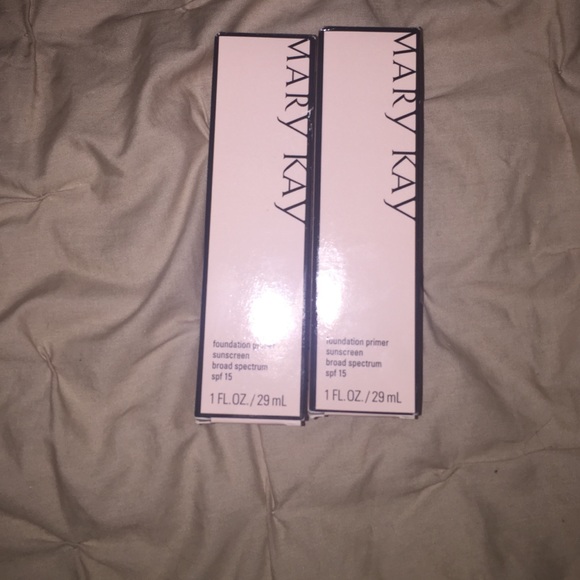 MARY KAY
foundation primer
sunscreen
broad spectrum
spf 15
1 FL.OZ./29 mL
MARY KAY
foundation primer
sunscreen
broad spectrum
spf 15
1 FL.OZ./29 mL